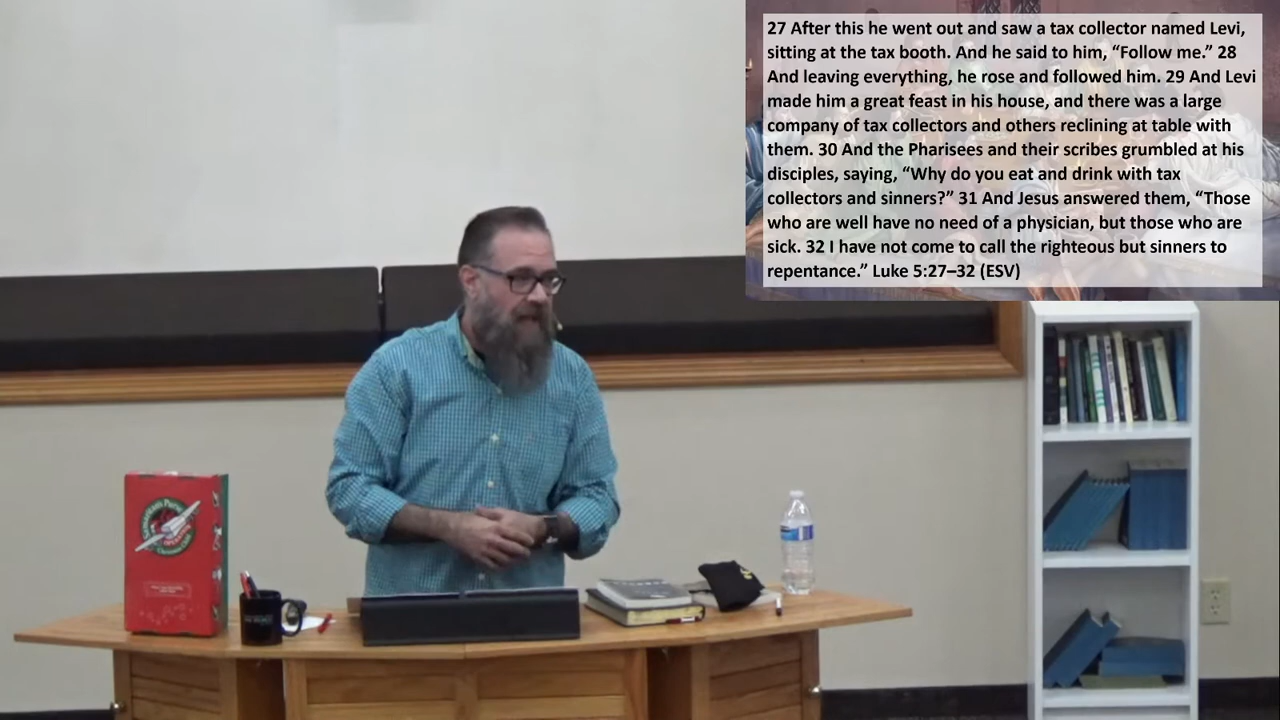 27 After this he went out and saw a tax collector named Levi,
sitting at the tax booth. And he said to him, “Follow me.” 28
And leaving everything, he rose and followed him. 29 And Levi
made him a great feast in his house, and there was a large
company of tax collectors and others reclining at table with
them. 30 And the Pharisees and their scribes grumbled at his
disciples, saying, “Why do you eat and drink with tax
collectors and sinners?” 31 And Jesus answered them, “Those
who are well have no need of a physician, but those who are
sick. 32 I have not come to call the righteous but sinners to
repentance.” Luke 5:27–32 (ESV)